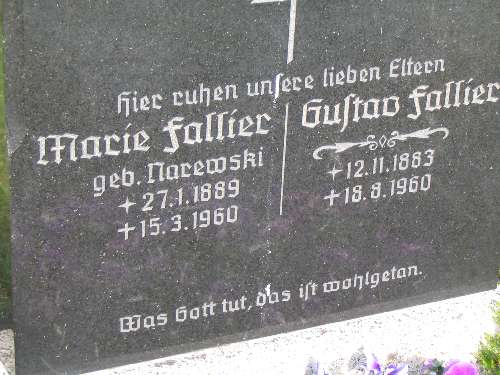 Hier ruhen unsere lieben Eltern
Marie Fallier
geb. Narewski
27.1.1889
15.3.1960
Gustav Fallier
12.11.1883
18.8.1960
Was Gott tut, das ist wohlgetan.